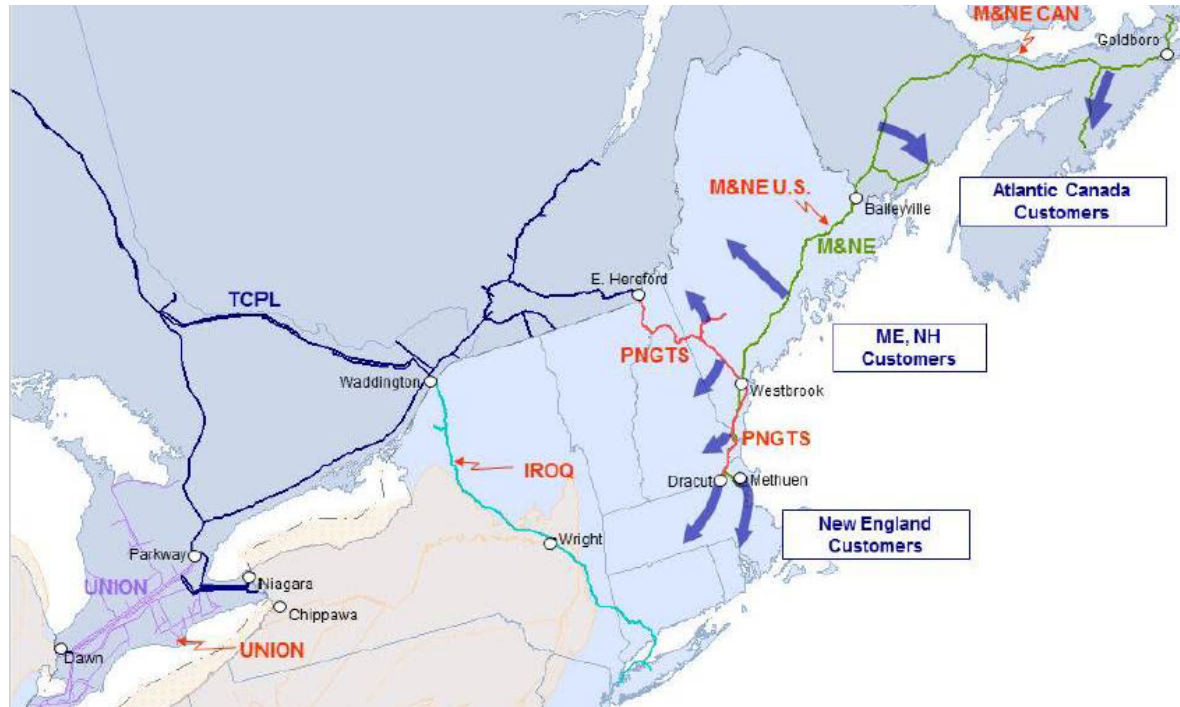 M&NE CAN
Goldboro
M&NE U.S.
Baileyville
Atlantic Canada
Customers
M&NE
E. Hereford
TCPL
ME, NH
Customers
PNGTS
Waddington
Westbrook
PNGTS
IROQ
Dracut
Methuen
New England
Customers
Wright
Parkway
UNION
Niagara
Chippawa
UNION
Dawn